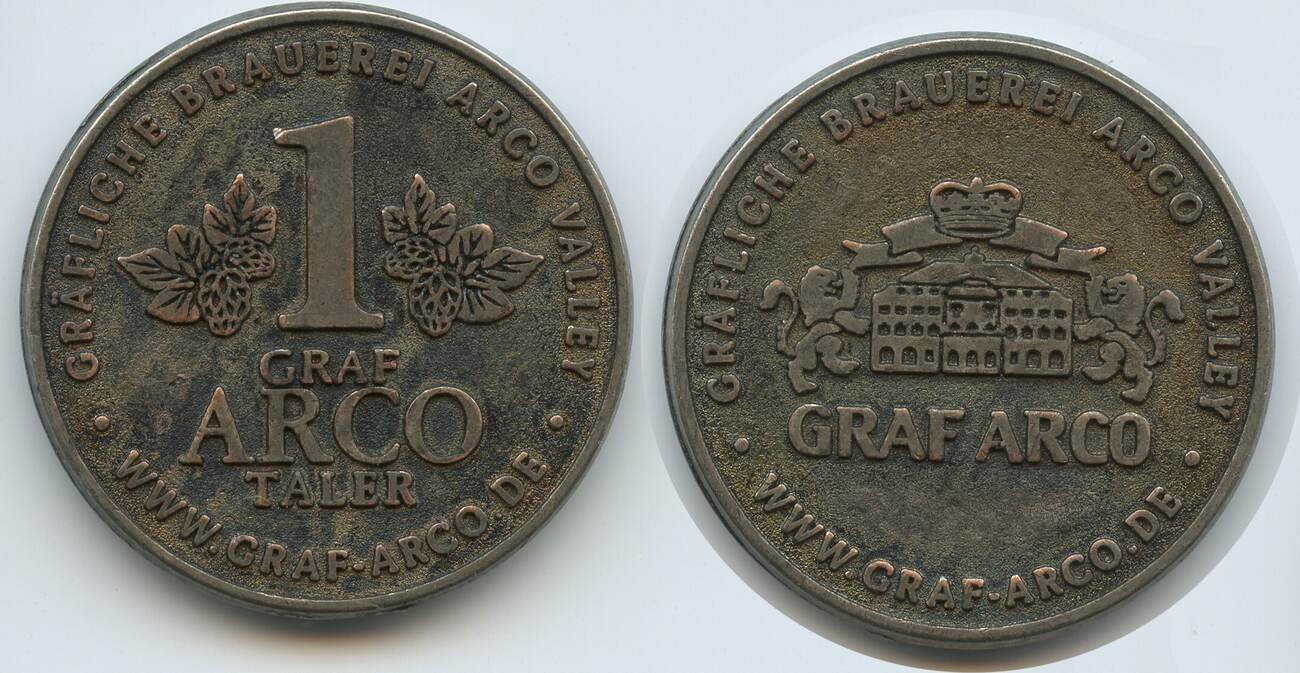 GRÄFLICHE BRAUEREI ARCO VALLEY
1
GRAF
ARCO
TALER
· WWW.GRAF-ARCO.DE ·
GRÄFLICHE BRAUEREI ARCO VALLEY
GRAF ARCO
· WWW.GRAF-ARCO.DE ·